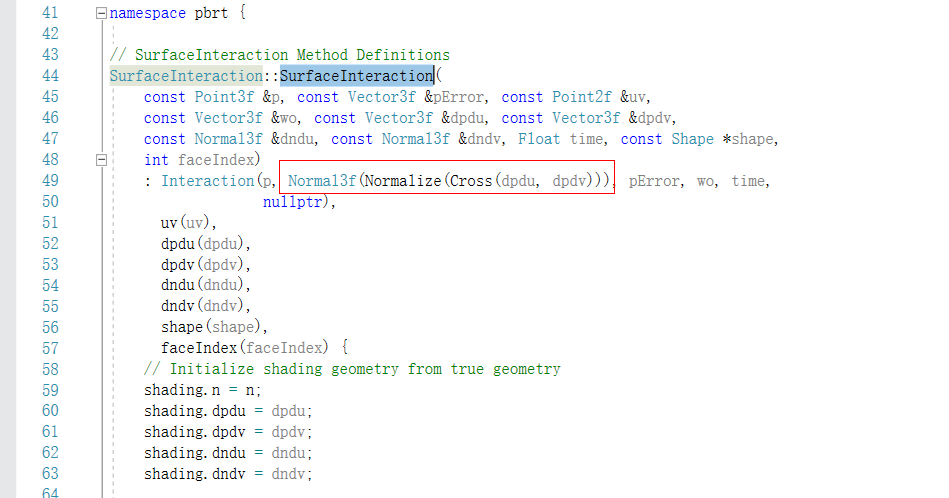 41 namespace pbrt {
42
43 // SurfaceInteraction Method Definitions
44 SurfaceInteraction::SurfaceInteraction(
45 const Point3f &p, const Vector3f &pError, const Point2f &uv,
46 const Vector3f &wo, const Vector3f &dpdu, const Vector3f &dpdv,
47 const Normal3f &dndu, const Normal3f &dndv, Float time, const Shape *shape,
48 int faceIndex)
49 : Interaction(p, Normal3f(Normalize(Cross(dpdu, dpdv))), pError, wo, time,
50 nullptr),
51 uv(uv),
52 dpdu(dpdu),
53 dpdv(dpdv),
54 dndu(dndu),
55 dndv(dndv),
56 shape(shape),
57 faceIndex(faceIndex) {
58 // Initialize shading geometry from true geometry
59 shading.n = n;
60 shading.dpdu = dpdu;
61 shading.dpdv = dpdv;
62 shading.dndu = dndu;
63 shading.dndv = dndv;
64